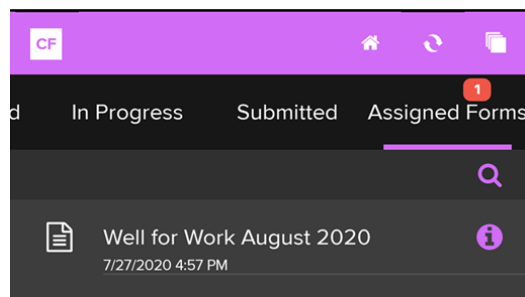 CF
d In Progress Submitted Assigned Forms
1
Well for Work August 2020
7/27/2020 4:57 PM